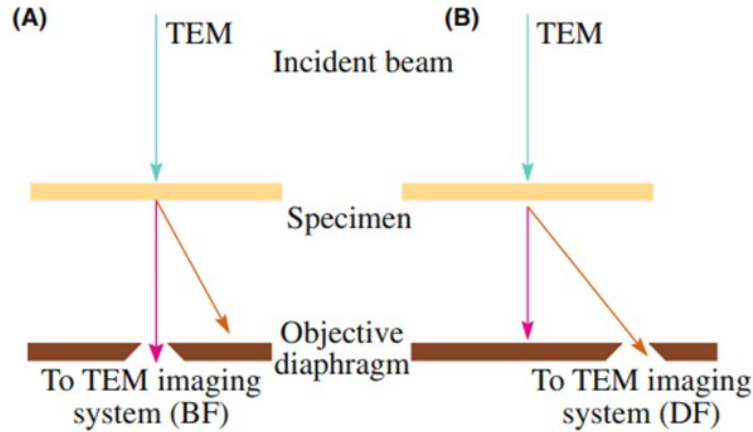 (A)
TEM
(B)
TEM
Incident beam
Specimen
Objective
diaphragm
To TEM imaging
system (BF)
To TEM imaging
system (DF)